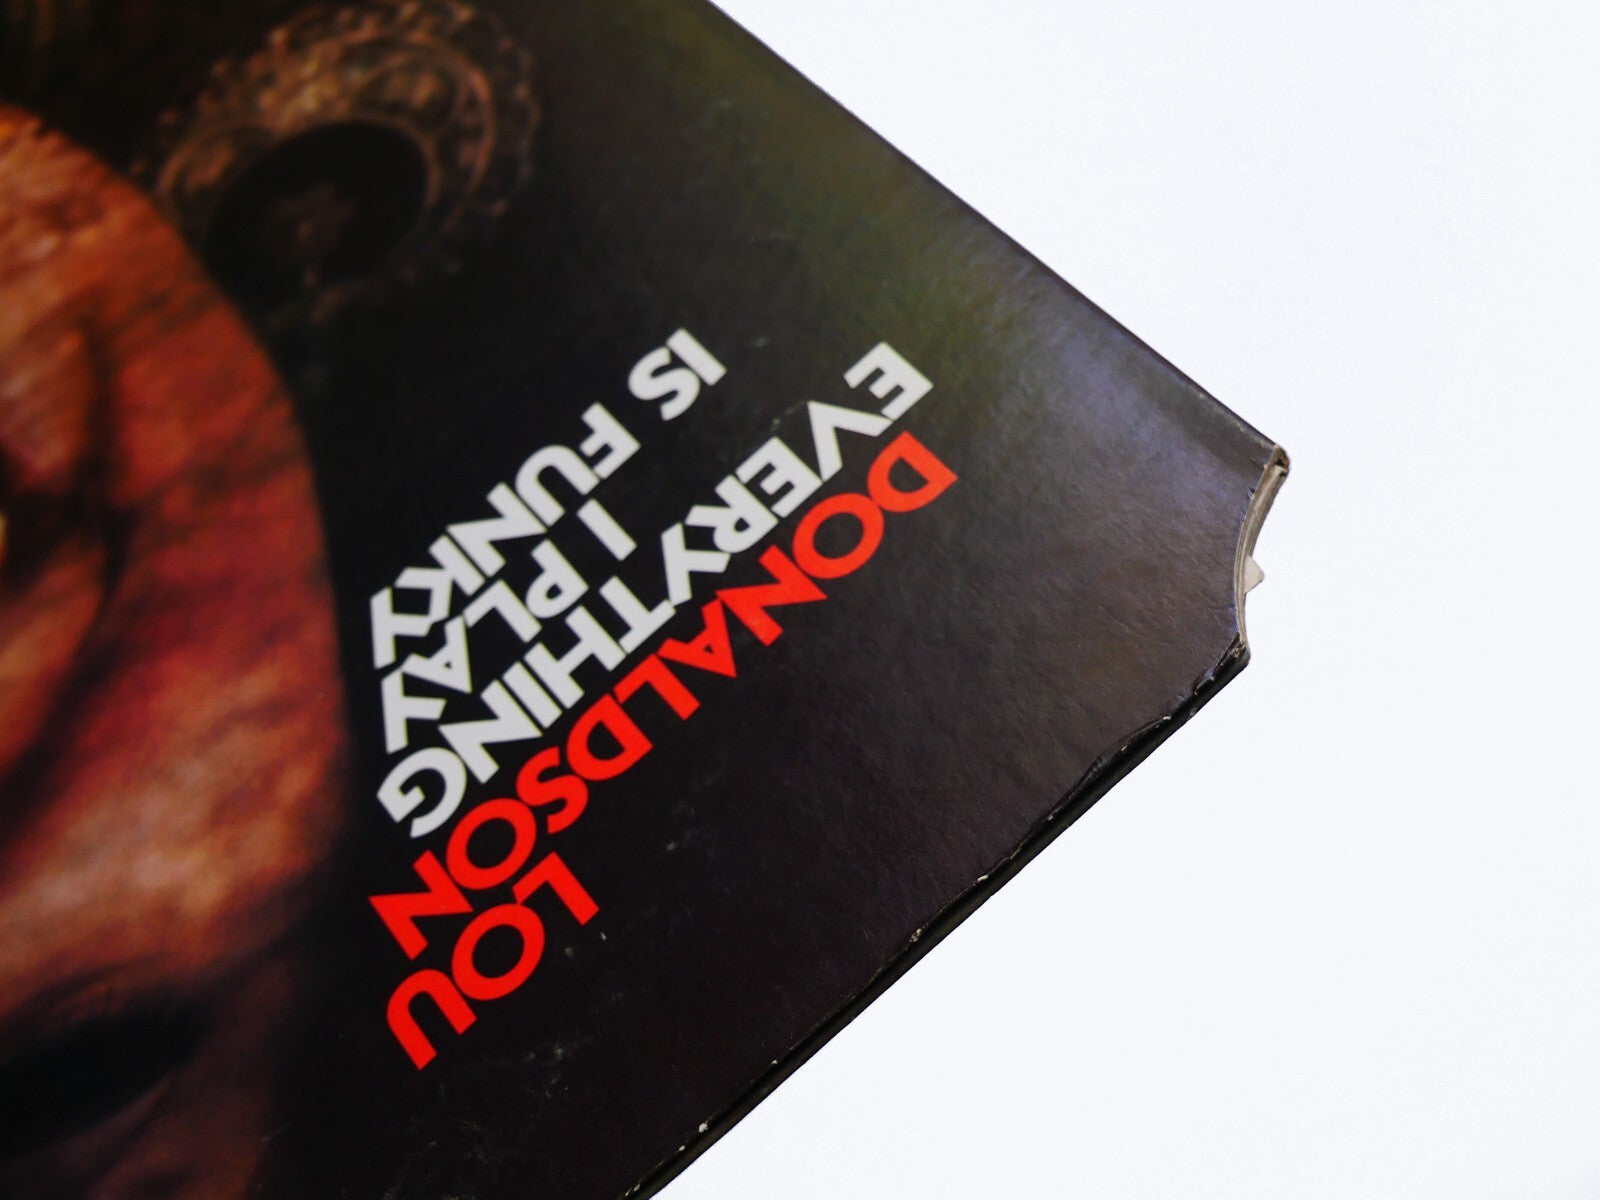 LOU
DONALDSON
EVERYTHING
I PLAY
IS FUNKY